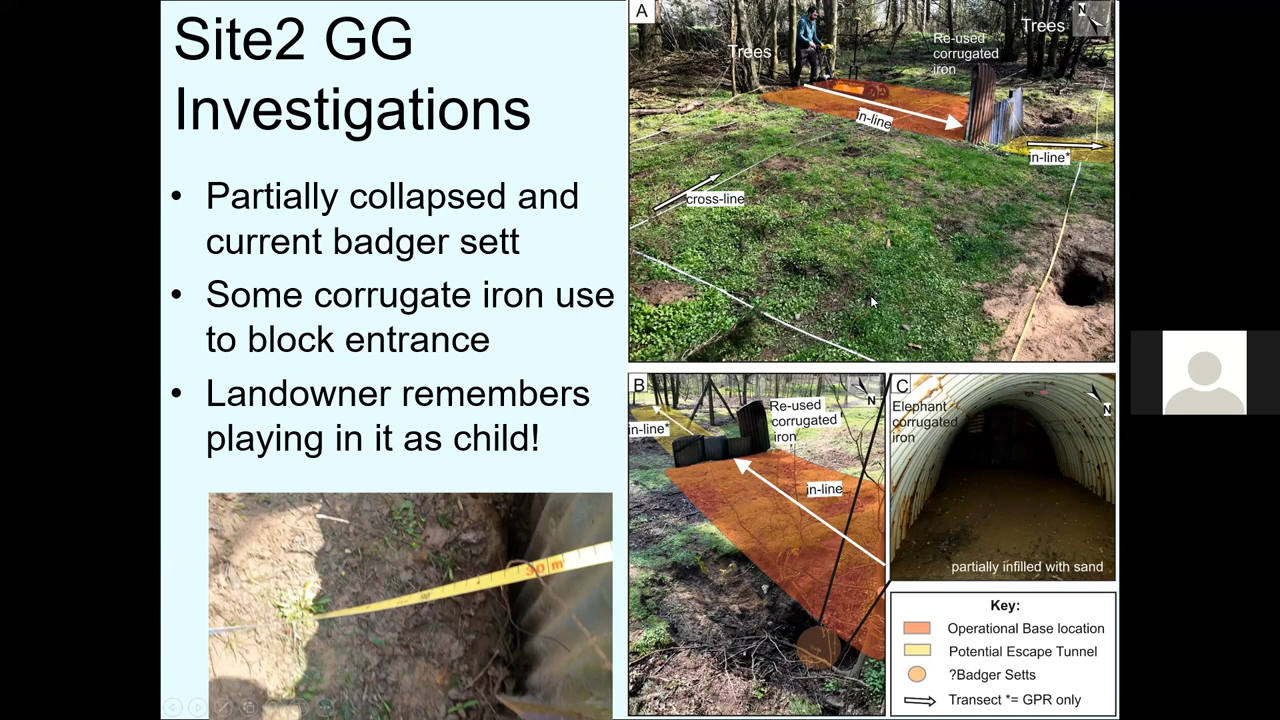 Site2 GG
Investigations
• Partially collapsed and
current badger sett
• Some corrugate iron use
to block entrance
• Landowner remembers
playing in it as child!
30 m
A
Trees
Re-used
corrugated
iron
Trees
N
in-line
in-line*
cross-line
B
N
in-line*
Re-used
corrugated
iron
in-line
C
N
Elephant
corrugated
iron
partially infilled with sand
Key:
Operational Base location
Potential Escape Tunnel
?Badger Setts
Transect *= GPR only